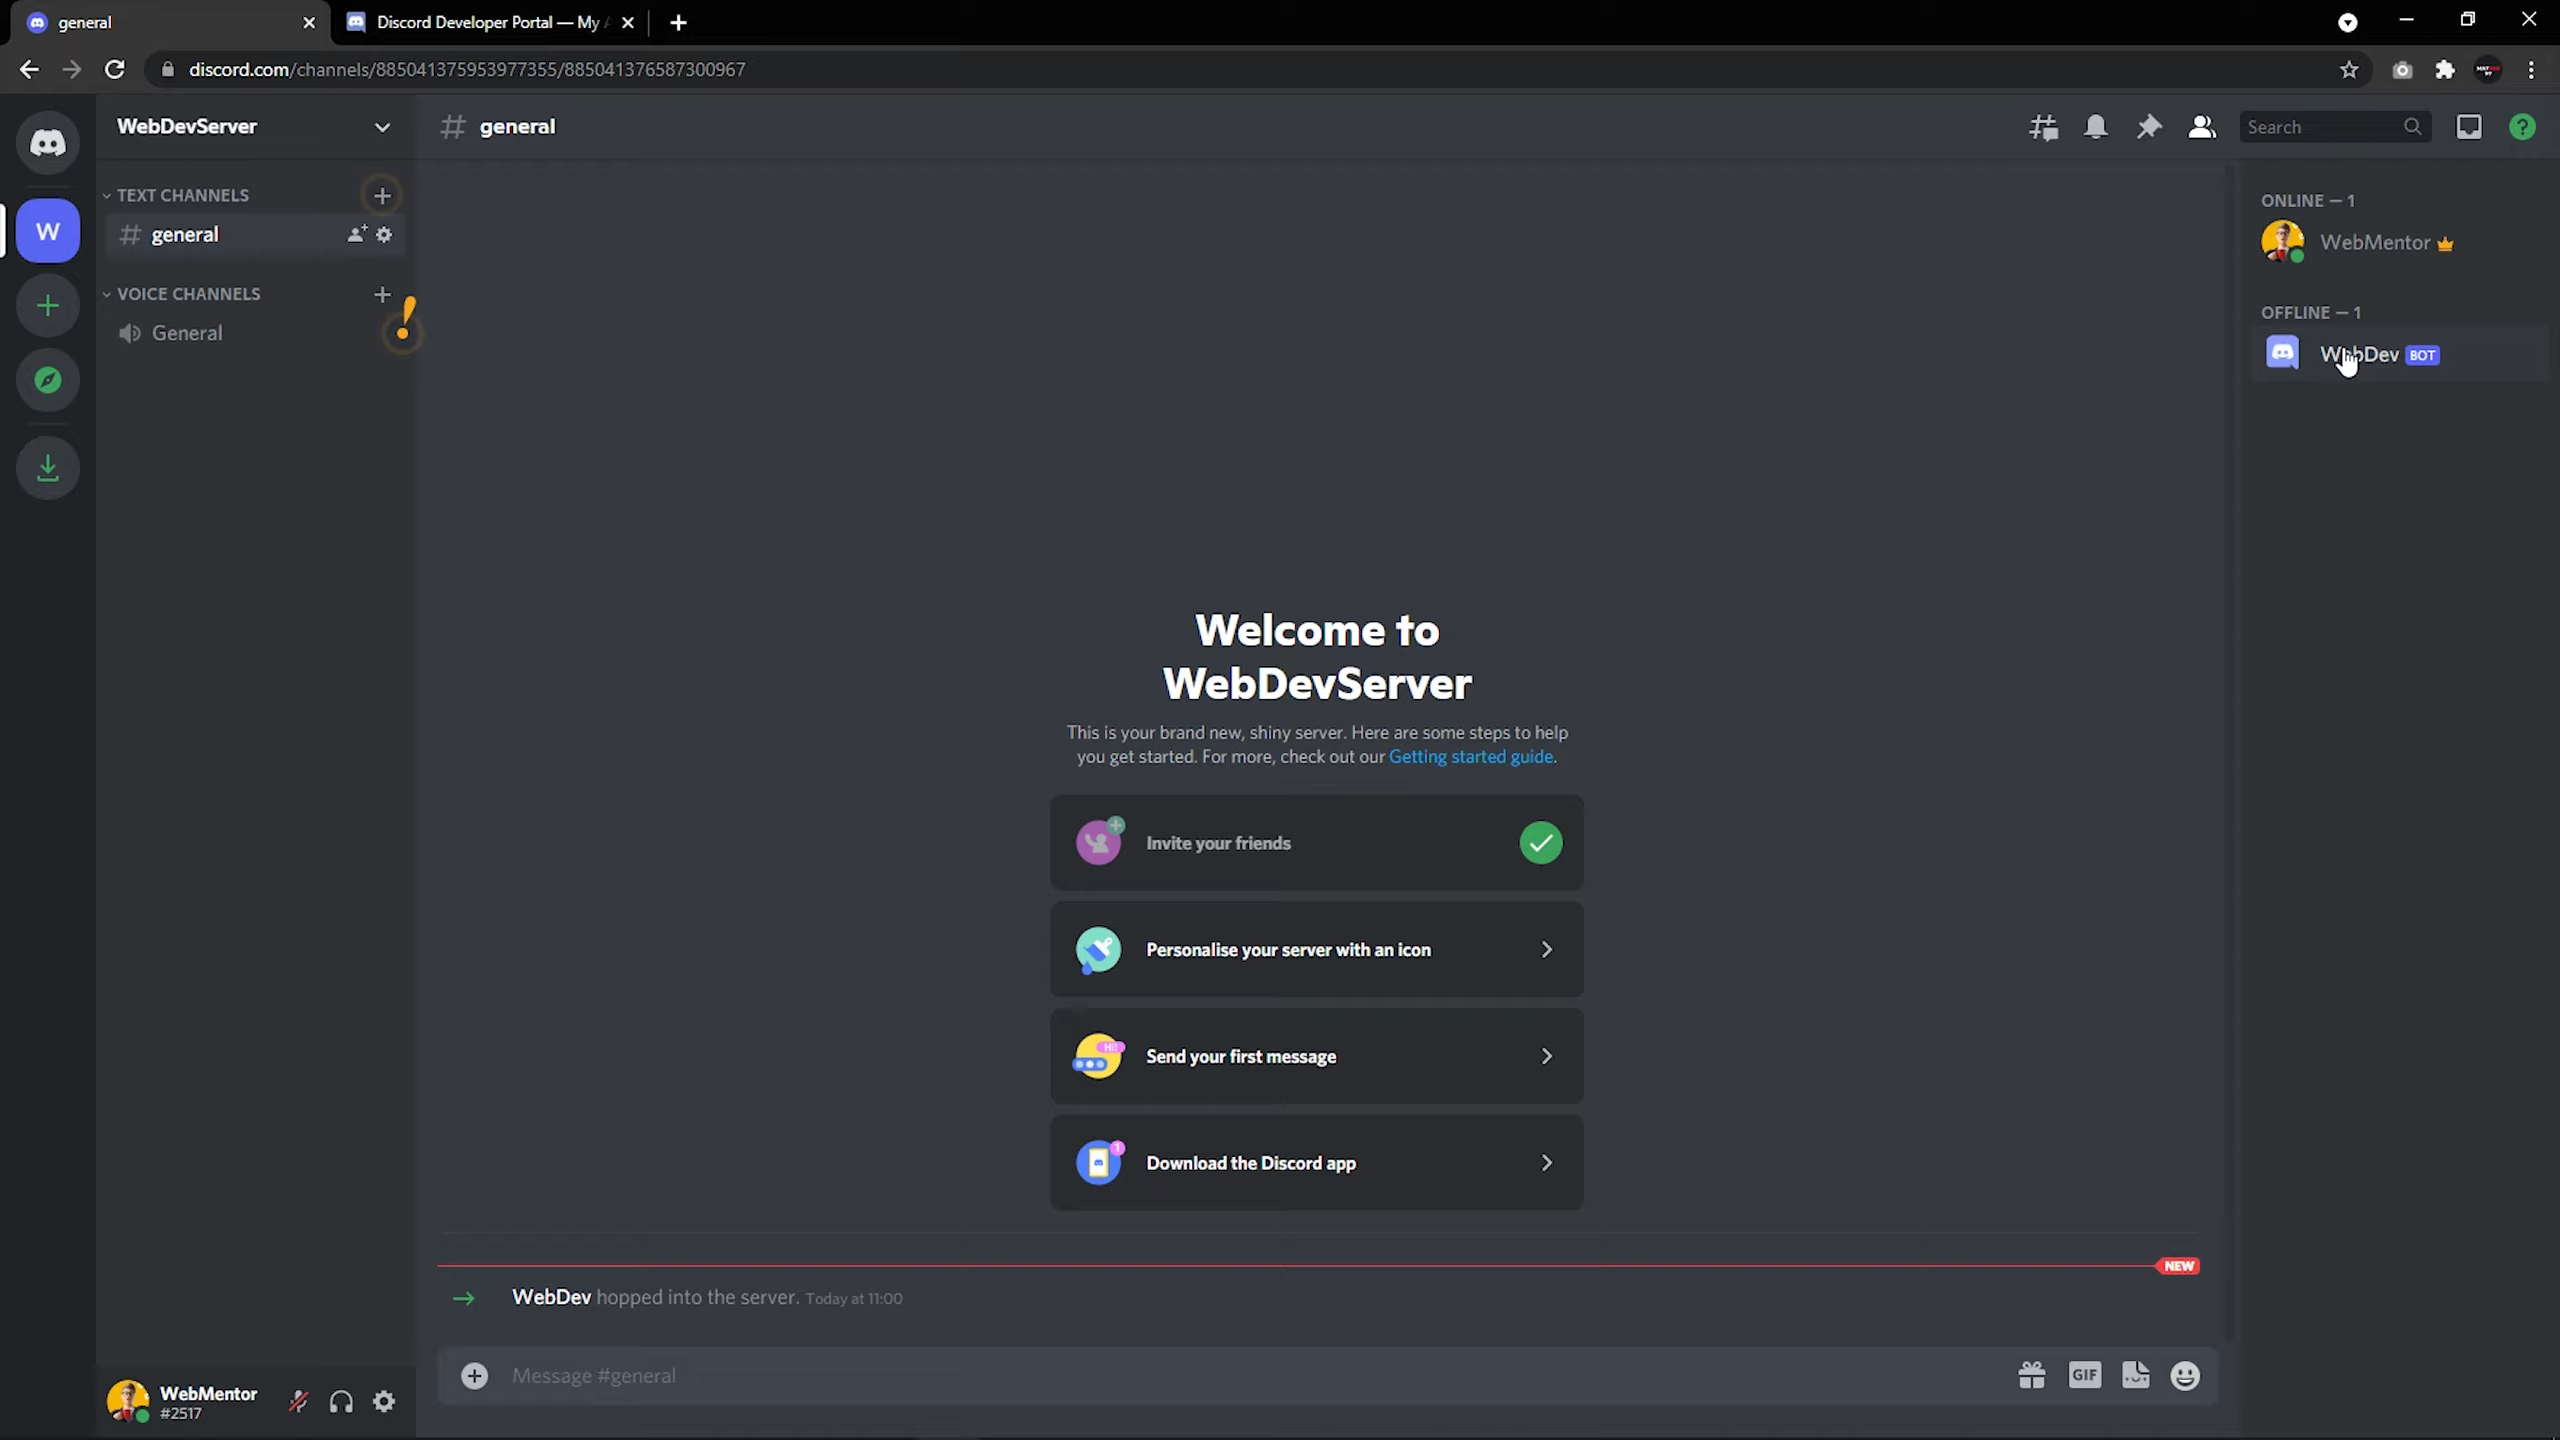 general
Discord Developer Portal — My A
discord.com/channels/885041375953977355/885041376587300967
WebDevServer
# general
Search
TEXT CHANNELS
# general
VOICE CHANNELS
General
W
ONLINE — 1
WebMentor
OFFLINE — 1
WebDev BOT
Welcome to
WebDevServer
This is your brand new, shiny server. Here are some steps to help
you get started. For more, check out our Getting started guide.
Invite your friends
Personalise your server with an icon
Hi!
Send your first message
1
Download the Discord app
NEW
WebDev hopped into the server. Today at 11:00
Message #general
GIF
WebMentor
#2517